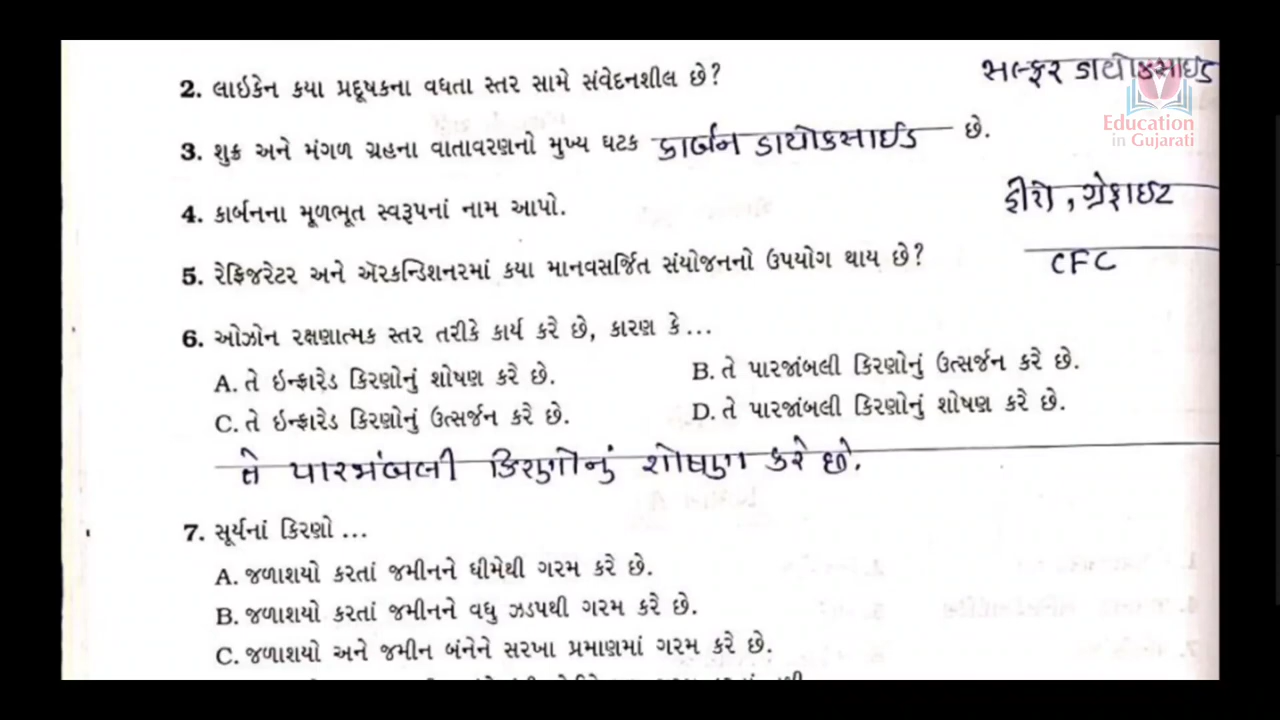 2. લાઇકેન કયા પ્રદૂષકના વધતા સ્તર સામે સંવેદનશીલ છે? સલ્ફર ડાયોકસાઇડ
Education
in Gujarati
3. શુક્ર અને મંગળ ગ્રહના વાતાવરણનો મુખ્ય ઘટક કાર્બન ડાયોકસાઈડ છે.
4. કાર્બનના મૂળભૂત સ્વરૂપનાં નામ આપો. હીરો, ગ્રેફાઇટ
5. રેફ્રિજરેટર અને ઍરકન્ડિશનરમાં કયા માનવસર્જિત સંયોજનનો ઉપયોગ થાય છે? CFC
6. ઓઝોન રક્ષણાત્મક સ્તર તરીકે કાર્ય કરે છે, કારણ કે...
A. તે ઇન્ફ્રારેડ કિરણોનું શોષણ કરે છે. B. તે પારજાંબલી કિરણોનું ઉત્સર્જન કરે છે.
C. તે ઇન્ફ્રારેડ કિરણોનું ઉત્સર્જન કરે છે. D. તે પારજાંબલી કિરણોનું શોષણ કરે છે.
તે પારજાંબલી કિરણોનું શોષણ કરે છે.
7. સૂર્યનાં કિરણો ...
A. જળાશયો કરતાં જમીનને ધીમેથી ગરમ કરે છે.
B. જળાશયો કરતાં જમીનને વધુ ઝડપથી ગરમ કરે છે.
C. જળાશયો અને જમીન બંનેને સરખા પ્રમાણમાં ગરમ કરે છે.